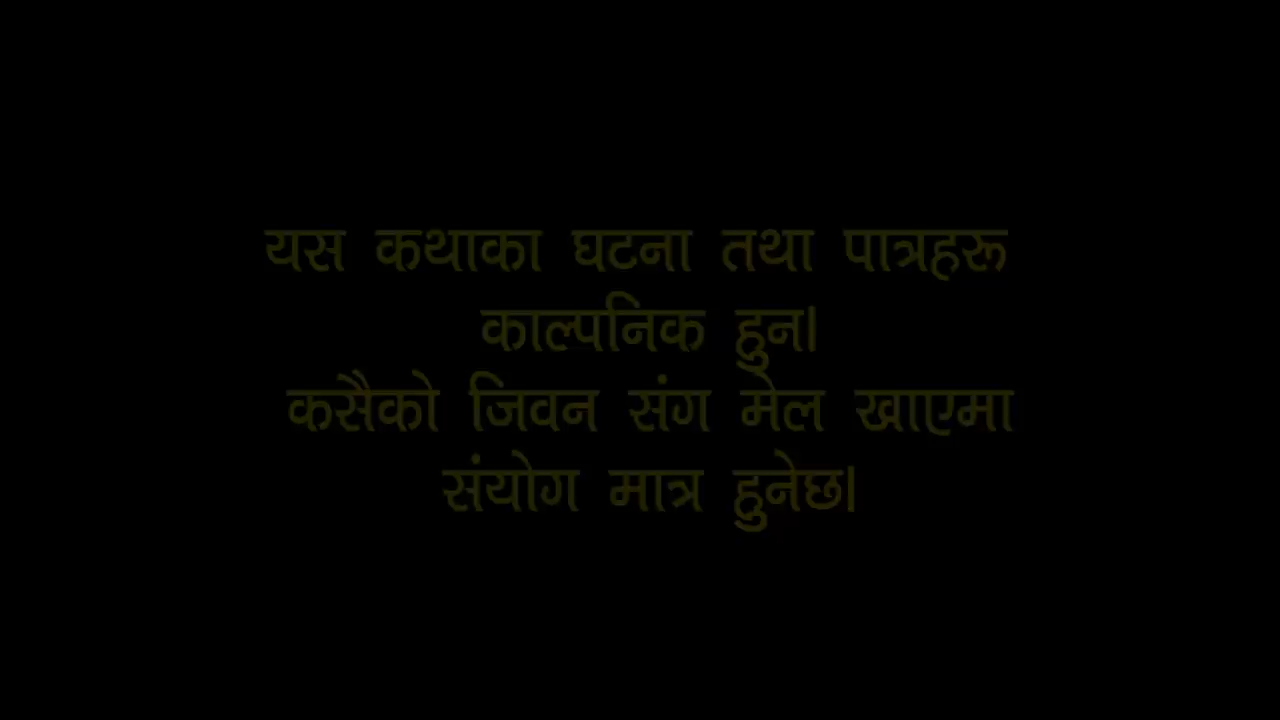 यस कथाका घटना तथा पात्रहरू
काल्पनिक हुन।
कसैको जिवन संग मेल खाएमा
संयोग मात्र हुनेछ।